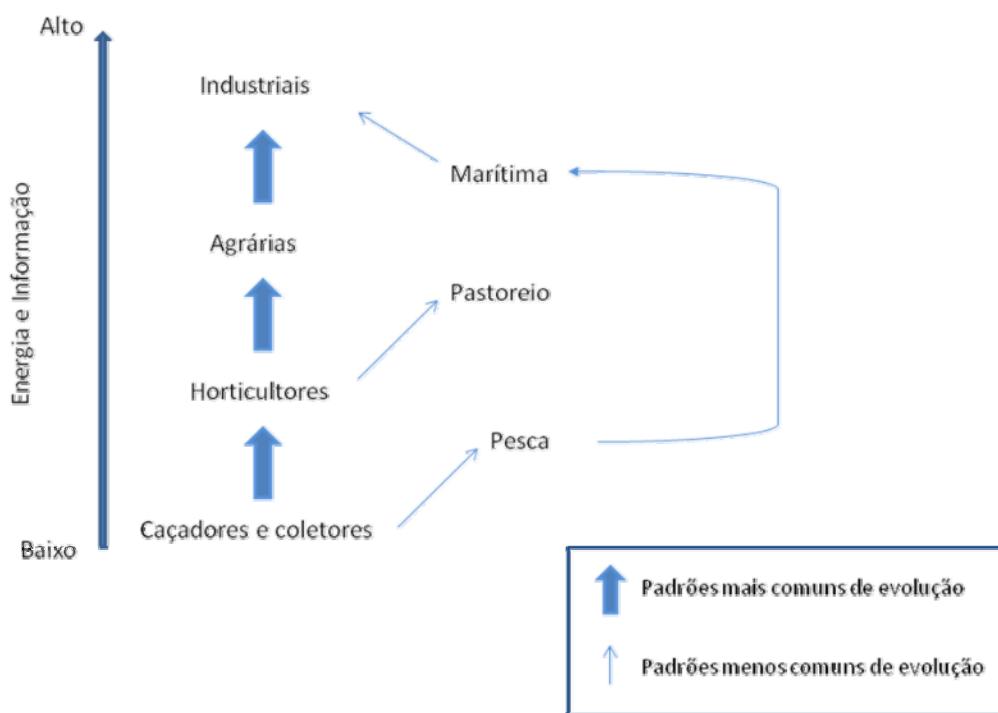 Alto
Industriais
Marítima
Agrárias
Pastoreio
Energia e Informação
Horticultores
Pesca
Caçadores e coletores
Baixo
Padrões mais comuns de evolução
Padrões menos comuns de evolução